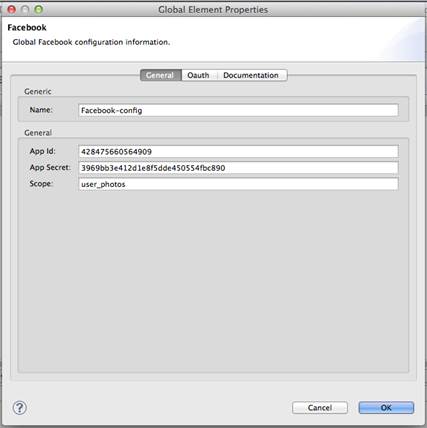 Global Element Properties
Facebook
Global Facebook configuration information.
General Oauth Documentation
Generic
Name: Facebook-config
General
App Id: 428475660564909
App Secret: 3969bb3e412d1e8f5dde450554fbc890
Scope: user_photos
? Cancel OK